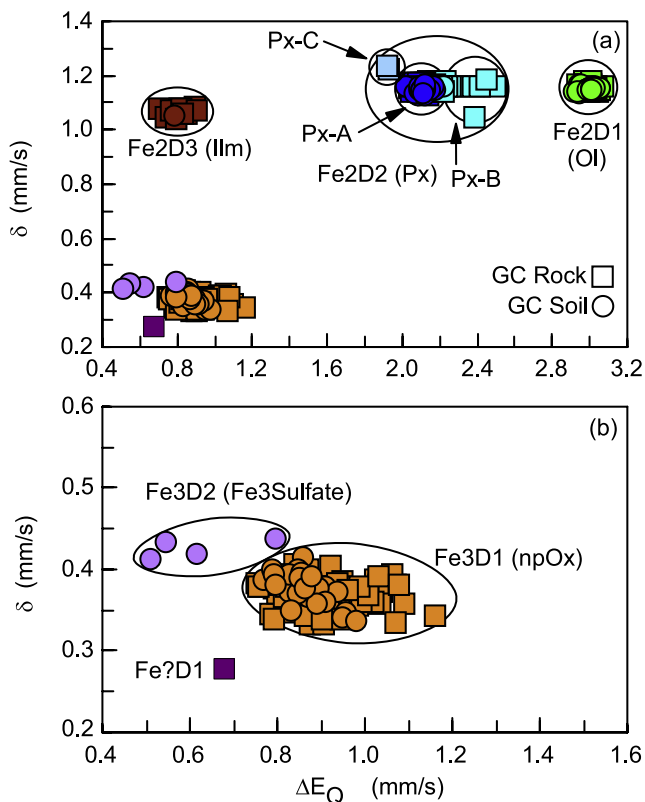 (a)
Px-C
1.6
1.4
1.2
1.0
0.8
0.6
0.4
0.2
δ (mm/s)
Px-A
Fe2D3 (Ilm)
Fe2D2 (Px)
Px-B
Fe2D1
(Ol)
GC Rock
GC Soil
0.4 0.8 1.2 1.6 2.0 2.4 2.8 3.2
(b)
0.6
0.5
0.4
0.3
0.2
δ (mm/s)
Fe3D2 (Fe3Sulfate)
Fe3D1 (npOx)
Fe?D1
0.4 0.6 0.8 1.0 1.2 1.4 1.6
ΔEQ (mm/s)